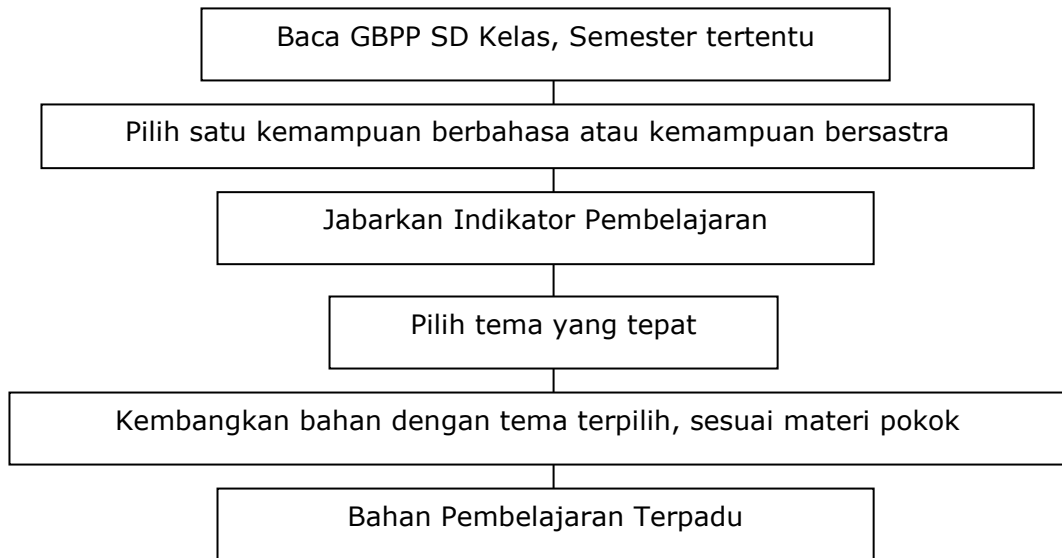 Baca GBPP SD Kelas, Semester tertentu
Pilih satu kemampuan berbahasa atau kemampuan bersastra
Jabarkan Indikator Pembelajaran
Pilih tema yang tepat
Kembangkan bahan dengan tema terpilih, sesuai materi pokok
Bahan Pembelajaran Terpadu